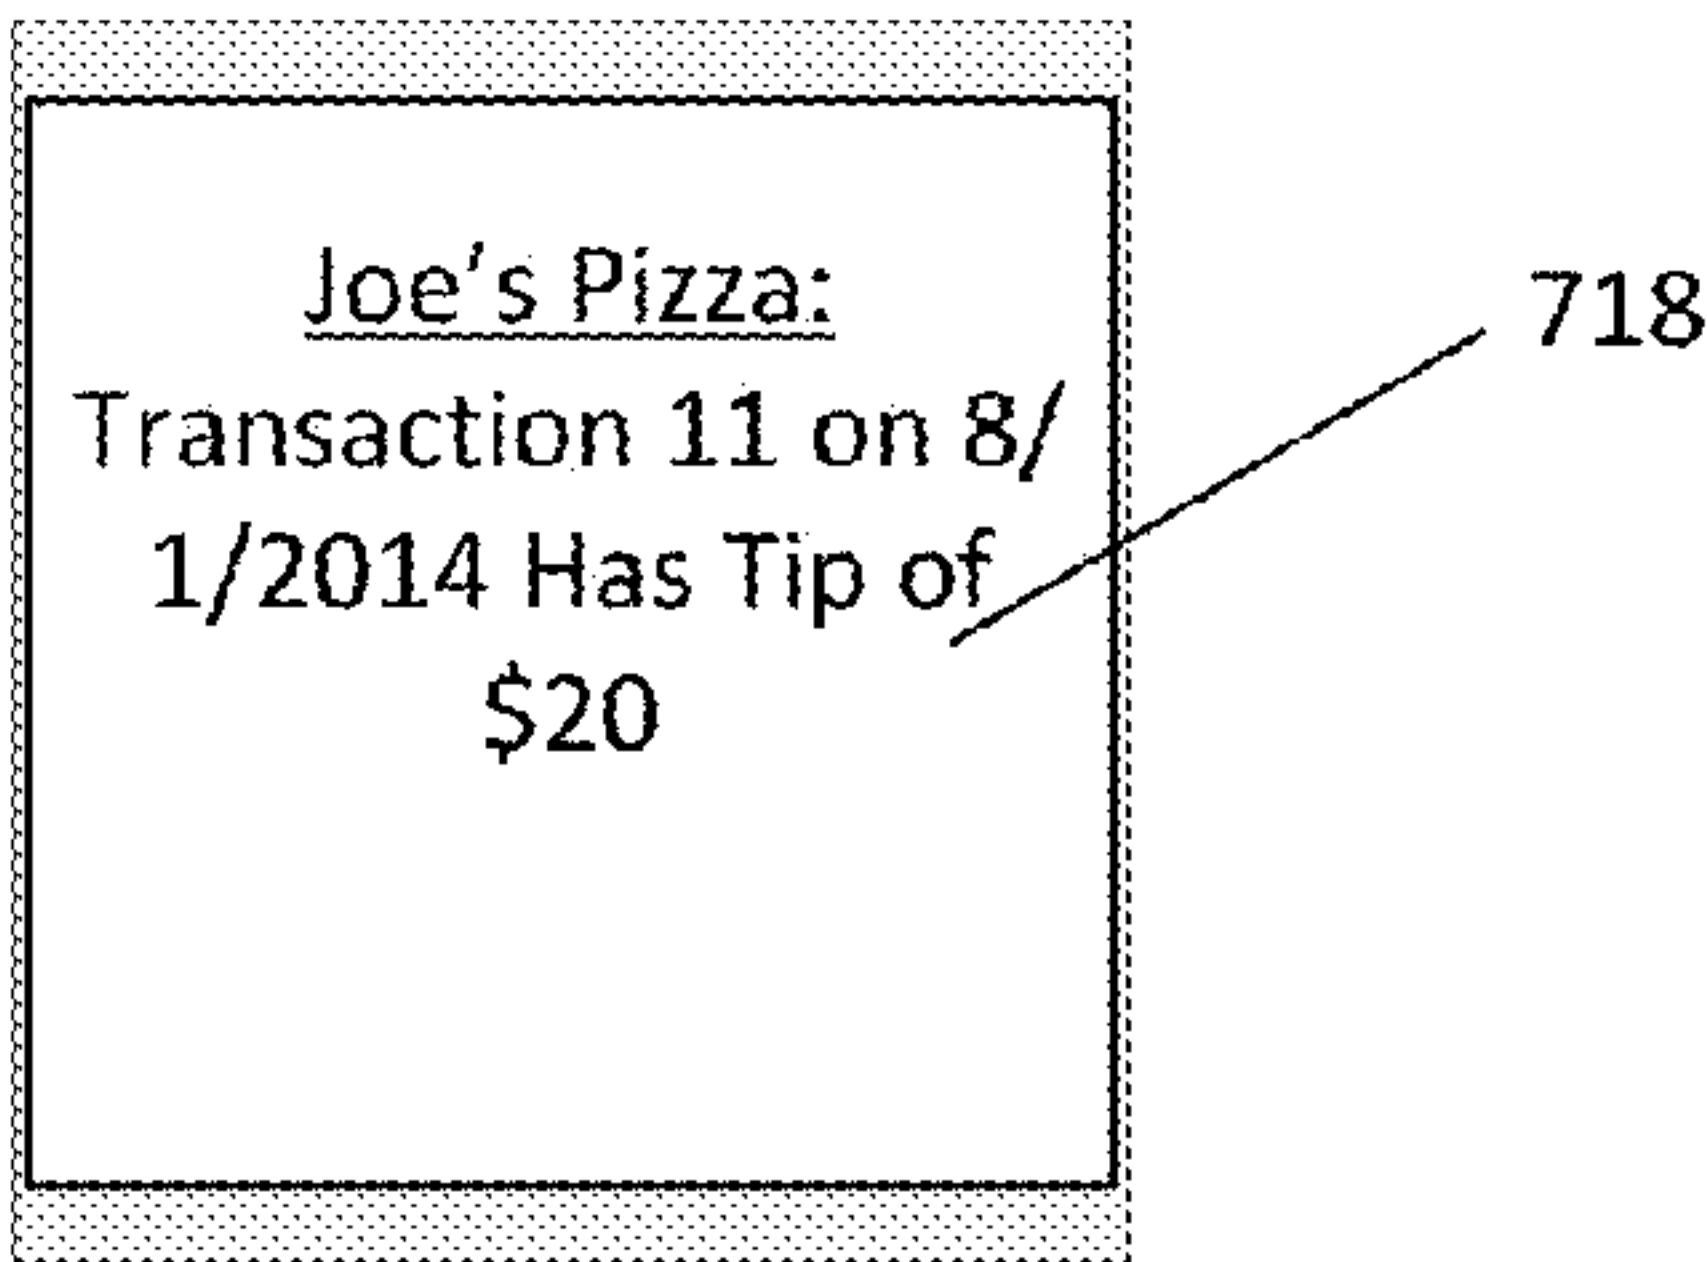 Joe's Pizza:
Transaction 11 on 8/
1/2014 Has Tip of
$20
718